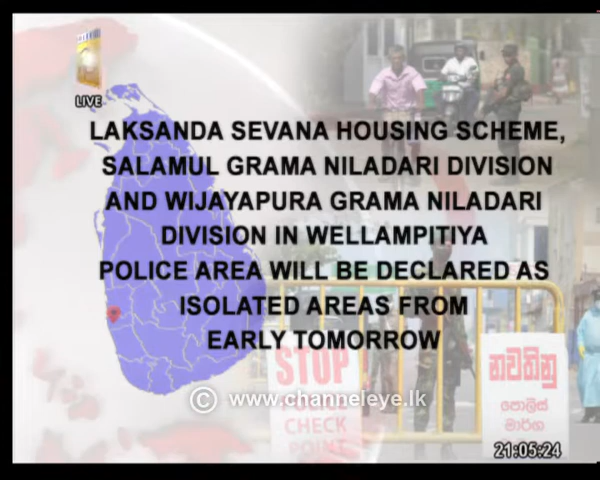 LIVE
LAKSANDA SEVANA HOUSING SCHEME,
SALAMUL GRAMA NILADARI DIVISION
AND WIJAYAPURA GRAMA NILADARI
DIVISION IN WELLAMPITIYA
POLICE AREA WILL BE DECLARED AS
ISOLATED AREAS FROM
EARLY TOMORROW
STOP
POLICE
CHECK
POINT
නවතිනු
පොලිස්
මාර්ග
© www.channeleye.lk
21:05:24